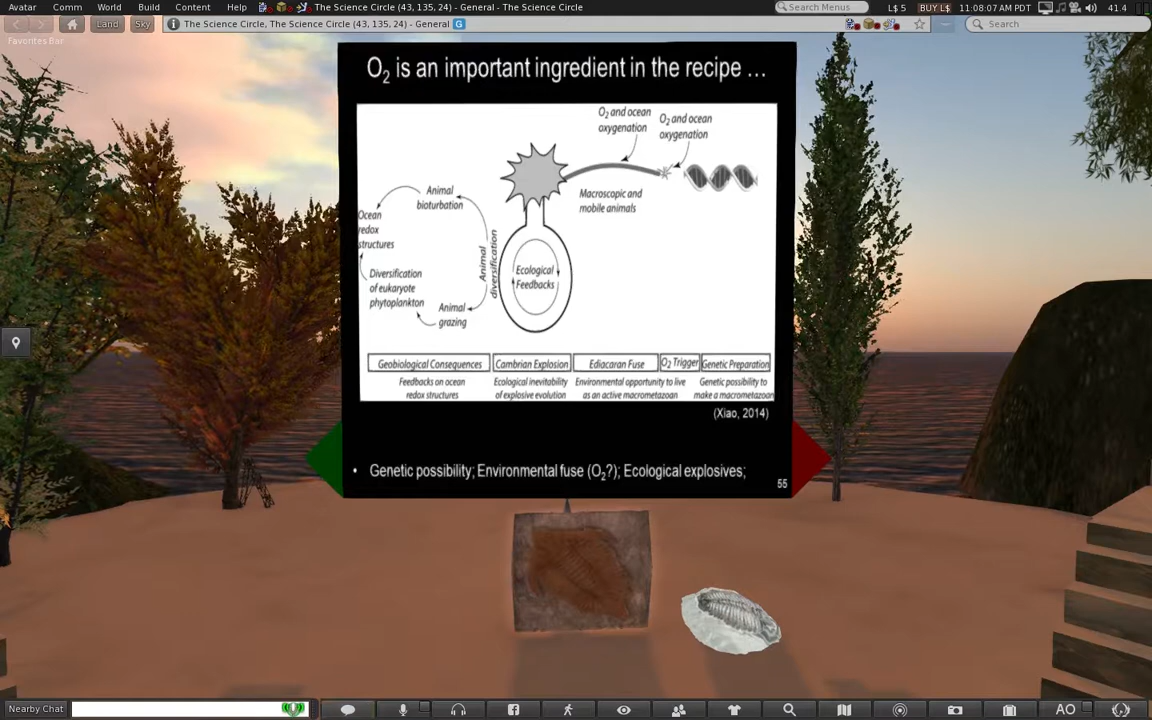 Avatar Comm World Build Content Help The Science Circle, The Science Circle (43, 135, 24) - General - The Science Circle Search Menus L$ 5 BUY L$ 11:08:07 AM PDT 41.4
Land Sky The Science Circle, The Science Circle (43, 135, 24) - General G Search
Favorites Bar
O2 is an important ingredient in the recipe ...
O2 and ocean
oxygenation
O2 and ocean
oxygenation
Macroscopic and
mobile animals
Animal
bioturbation
Ocean
redox
structures
Animal
diversification
Ecological
Feedbacks
Diversification
of eukaryote
phytoplankton
Animal
grazing
Geobiological Consequences Cambrian Explosion Ediacaran Fuse O2 Trigger Genetic Preparation
Feedbacks on ocean Ecological inevitability Environmental opportunity to live Genetic possibility to
redox structures of explosive evolution as an active macrometazoan make a macrometazoan
(Xiao, 2014)
• Genetic possibility; Environmental fuse (O2?); Ecological explosives;
55
Nearby Chat AO